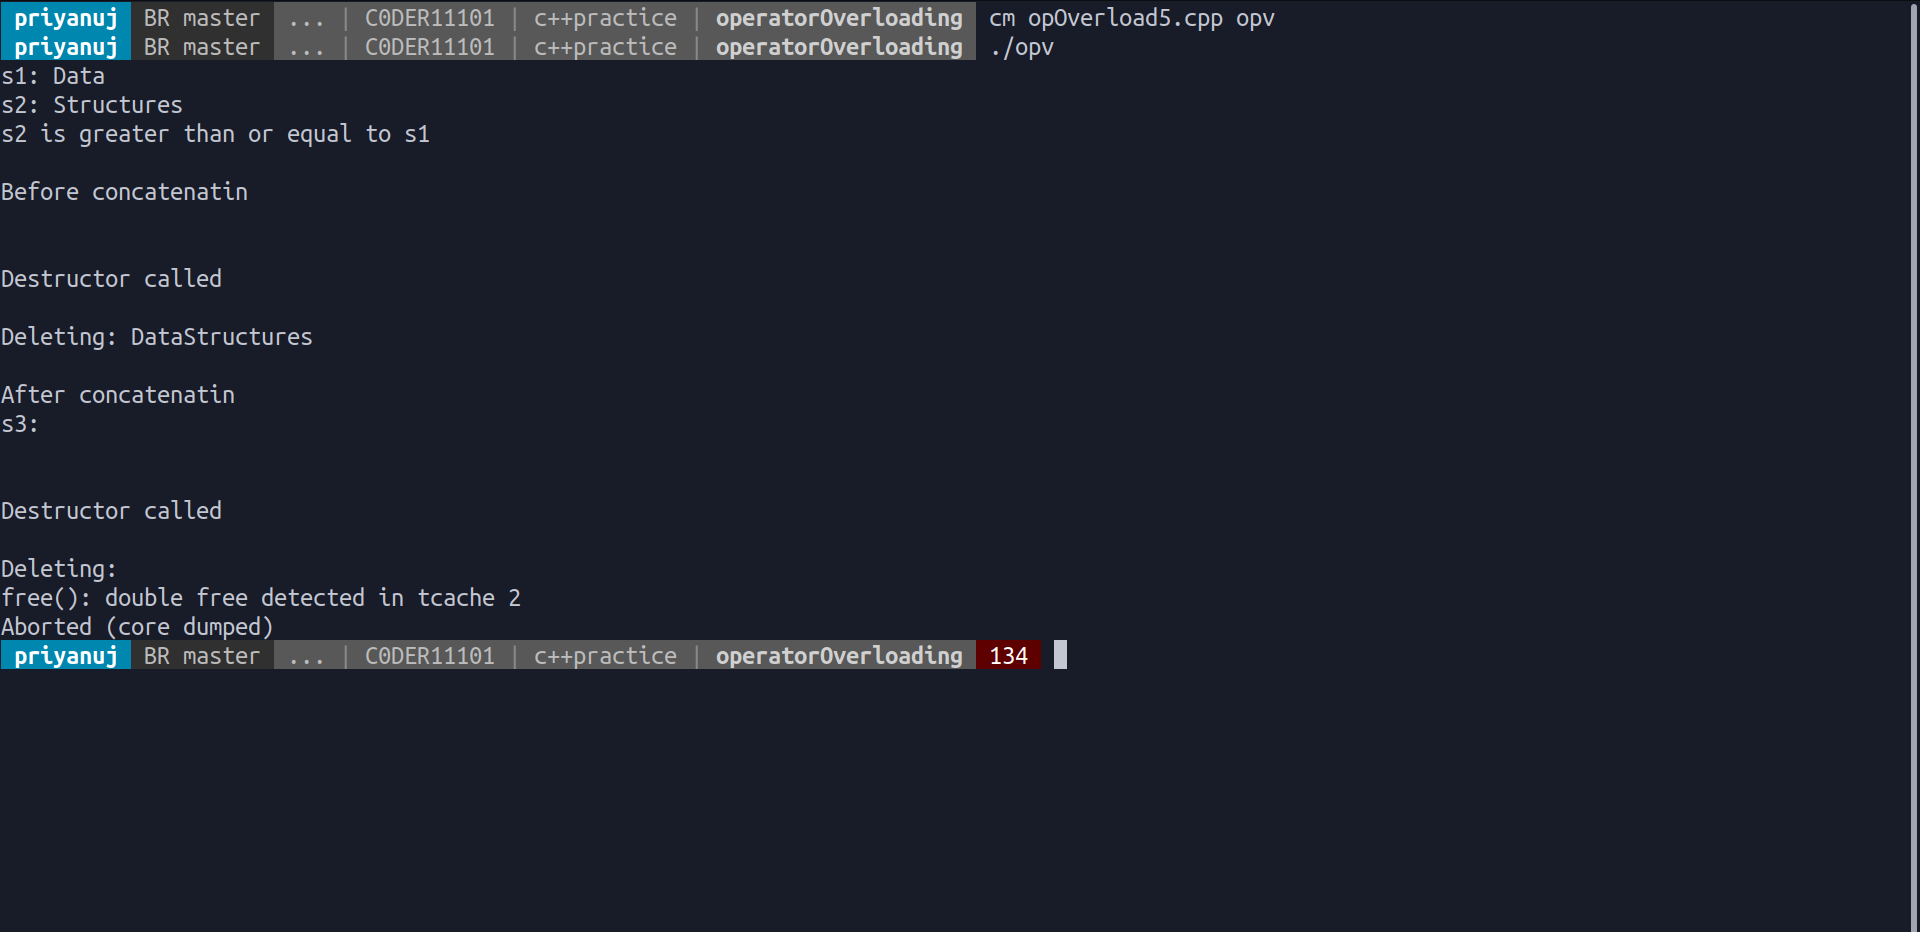 priyanuj BR master ... | C0DER11101 | c++practice | operatorOverloading cm opOverload5.cpp opv
priyanuj BR master ... | C0DER11101 | c++practice | operatorOverloading ./opv
s1: Data
s2: Structures
s2 is greater than or equal to s1
Before concatenatin
Destructor called
Deleting: DataStructures
After concatenatin
s3:
Destructor called
Deleting:
free(): double free detected in tcache 2
Aborted (core dumped)
priyanuj BR master ... | C0DER11101 | c++practice | operatorOverloading 134